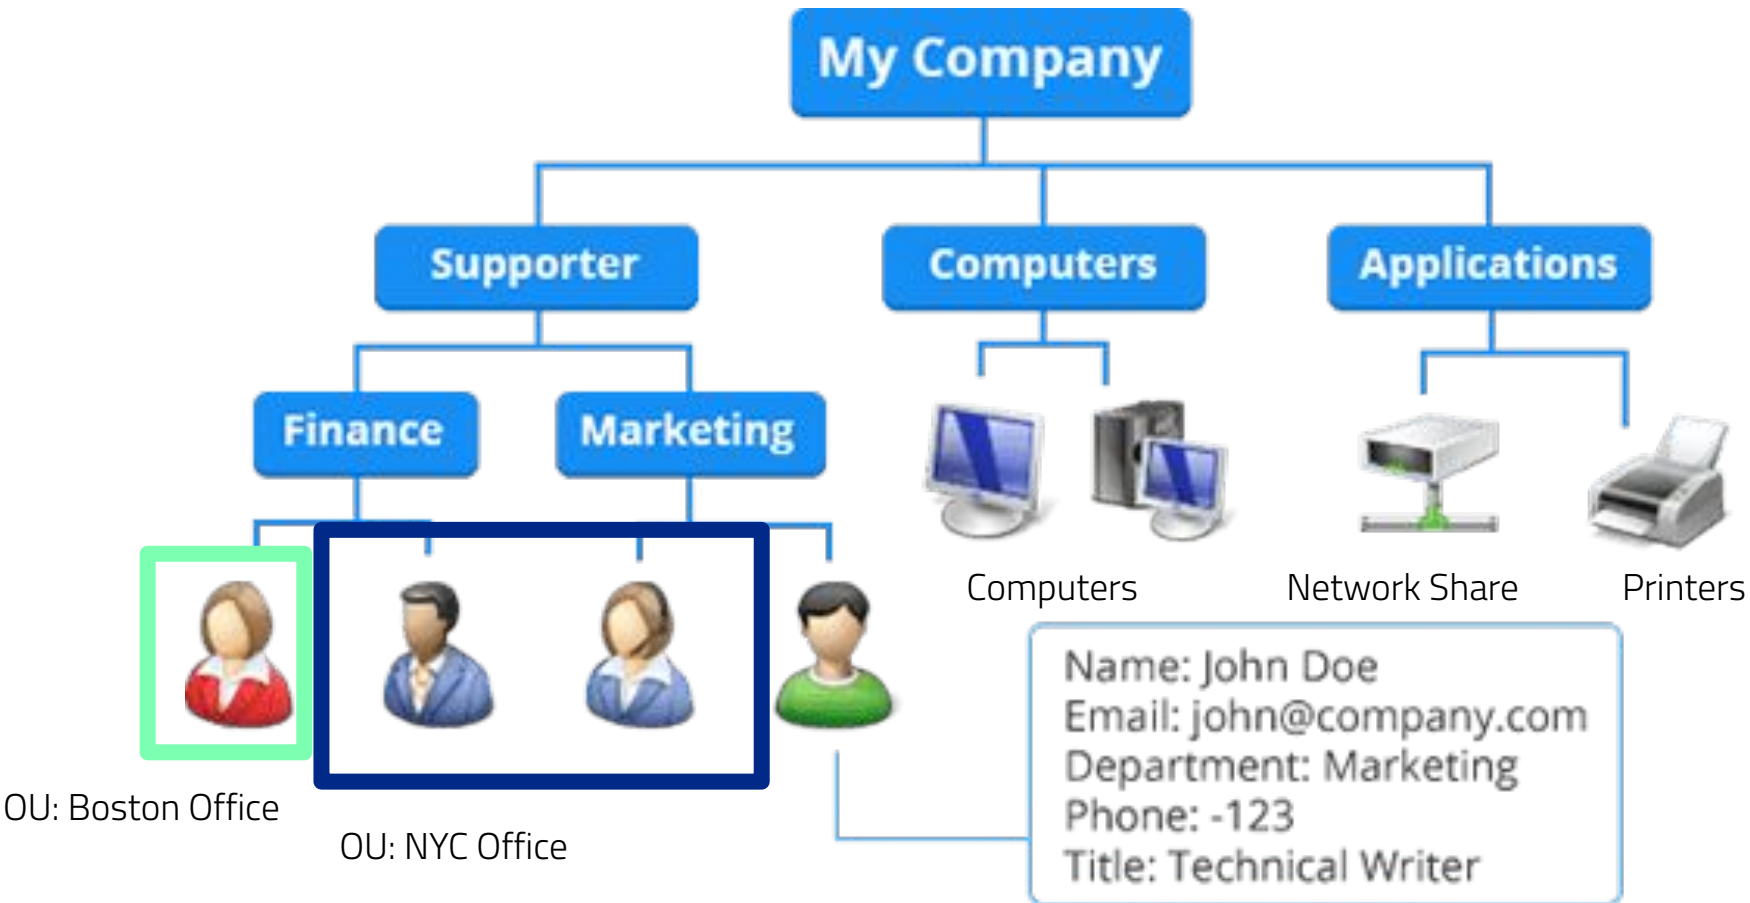 My Company
Supporter
Computers
Applications
Finance
Marketing
Computers
Network Share
Printers
Name: John Doe
Email: john@company.com
Department: Marketing
Phone: -123
Title: Technical Writer
OU: Boston Office
OU: NYC Office